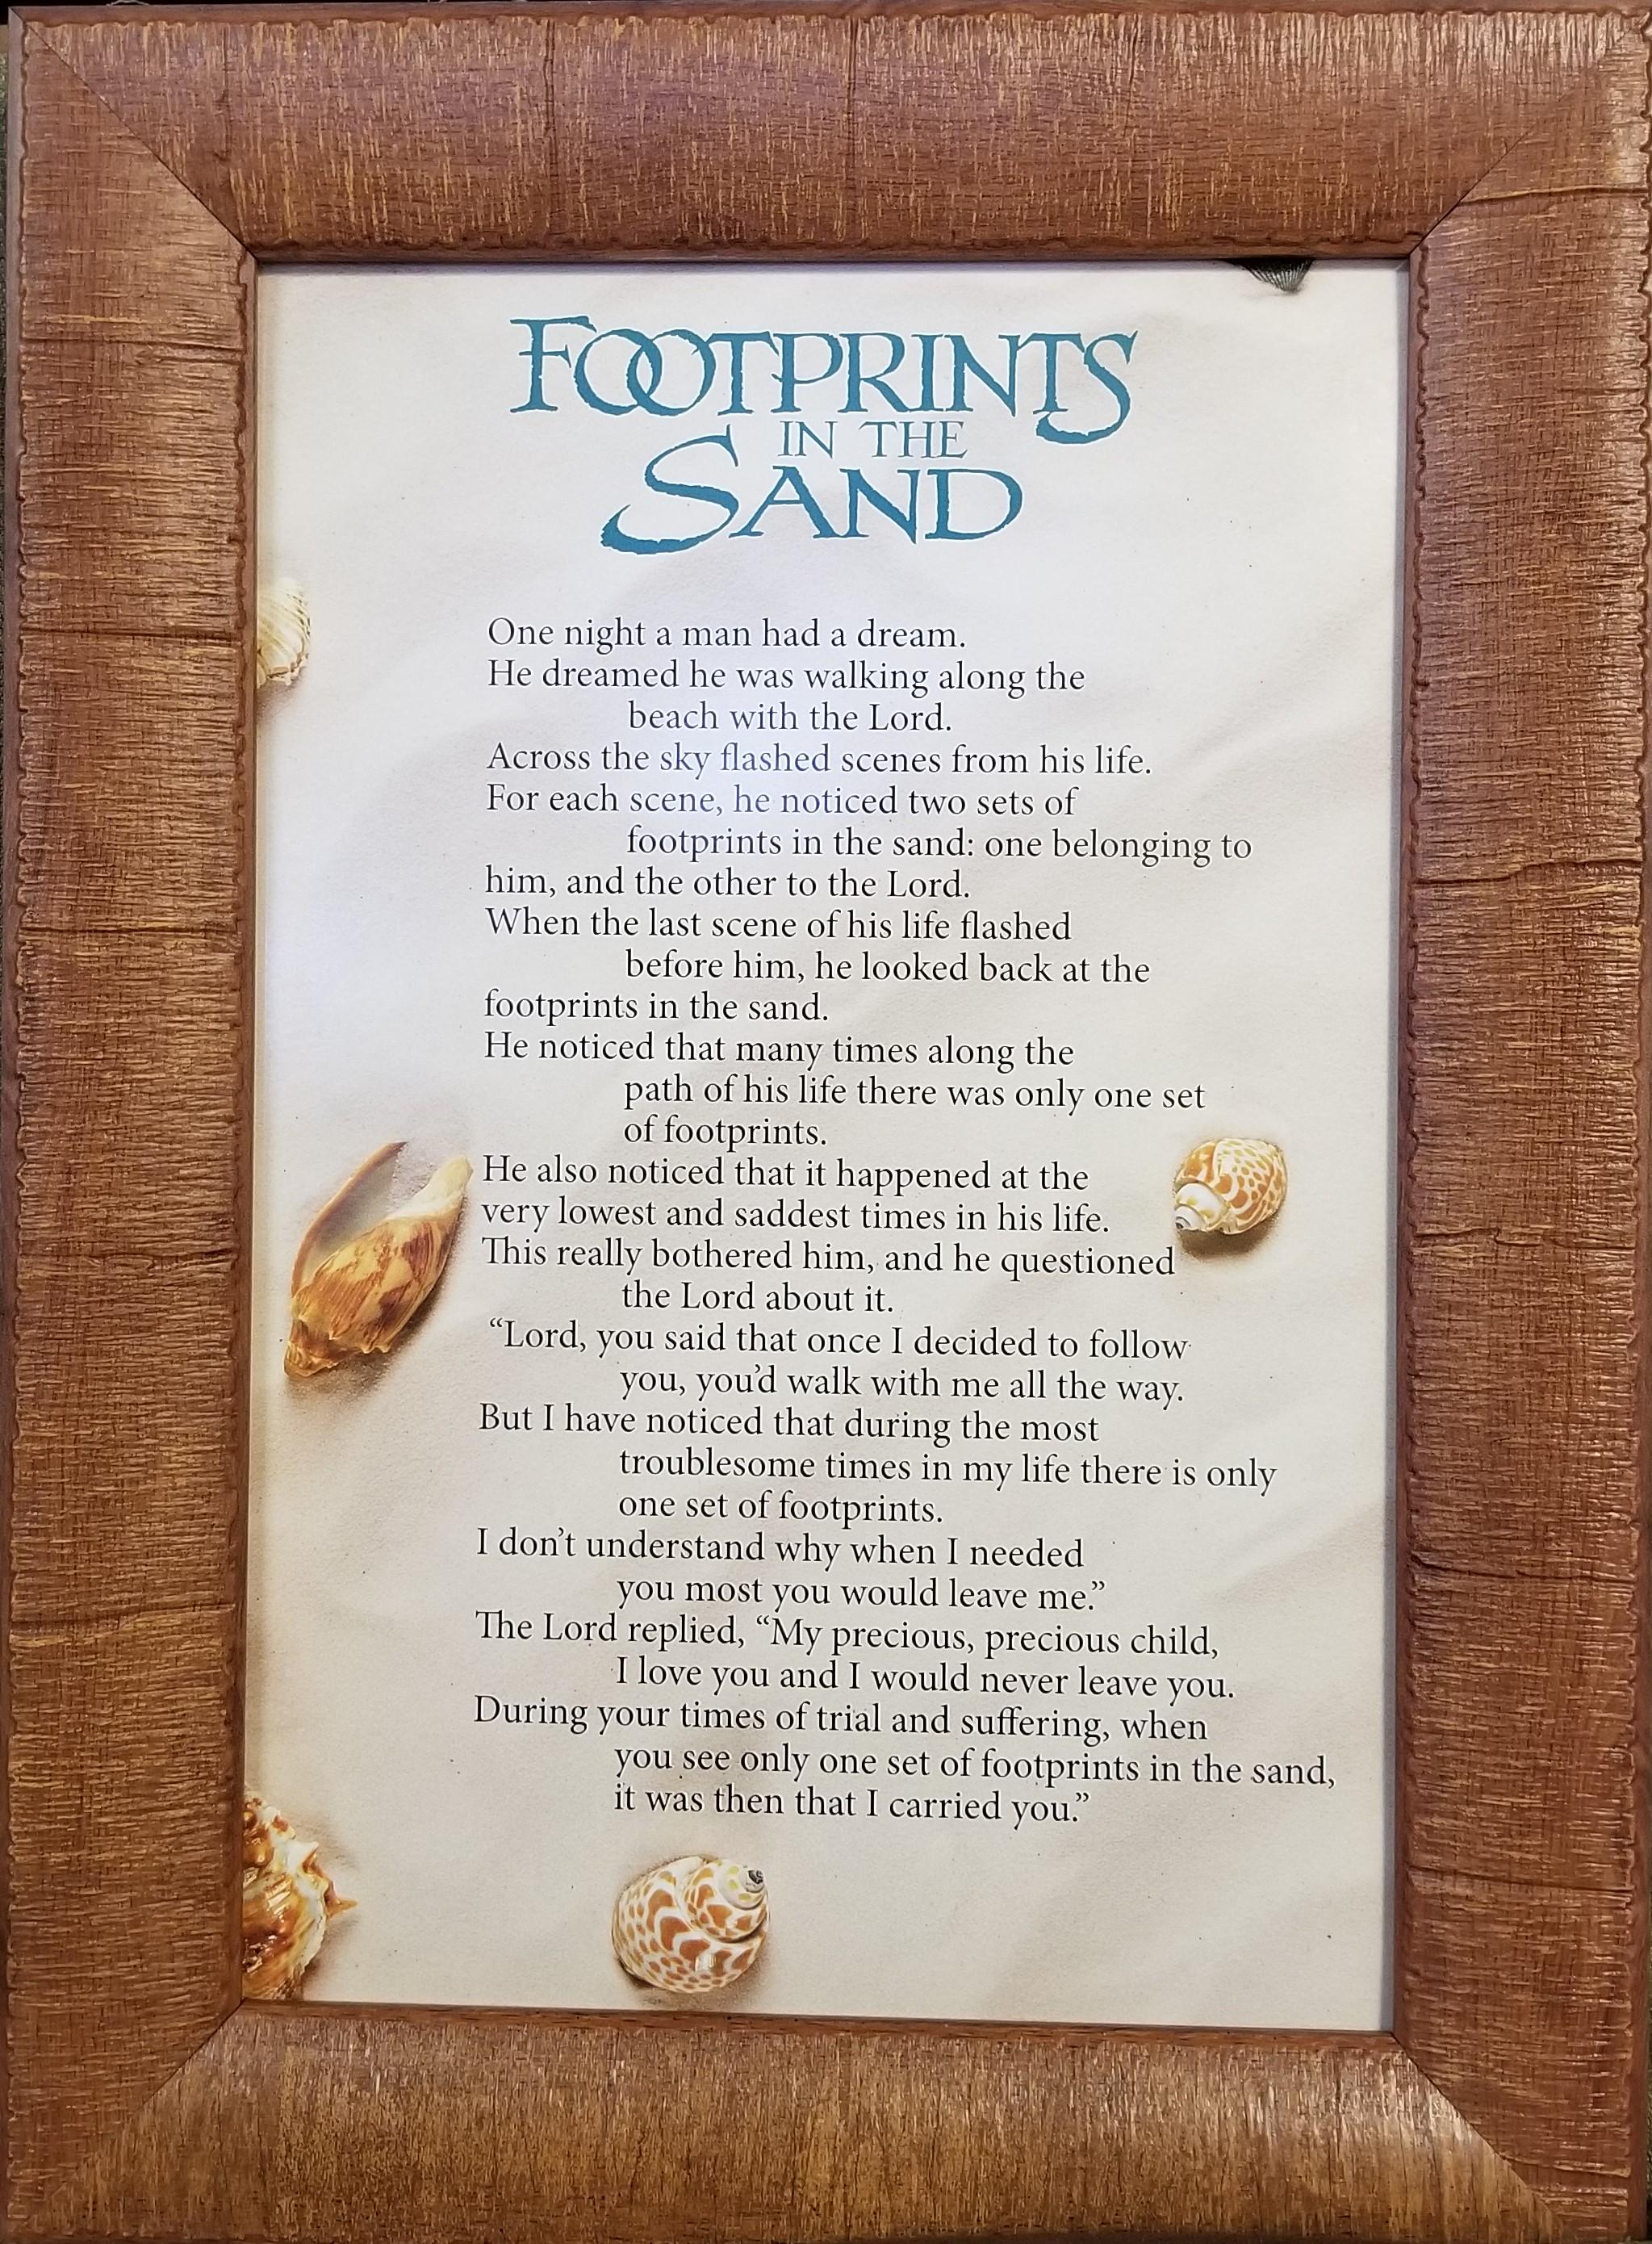 FOOTPRINTS
IN THE
SAND
One night a man had a dream.
He dreamed he was walking along the
beach with the Lord.
Across the sky flashed scenes from his life.
For each scene, he noticed two sets of
footprints in the sand: one belonging to
him, and the other to the Lord.
When the last scene of his life flashed
before him, he looked back at the
footprints in the sand.
He noticed that many times along the
path of his life there was only one set
of footprints.
He also noticed that it happened at the
very lowest and saddest times in his life.
This really bothered him, and he questioned
the Lord about it.
“Lord, you said that once I decided to follow
you, you’d walk with me all the way.
But I have noticed that during the most
troublesome times in my life there is only
one set of footprints.
I don’t understand why when I needed
you most you would leave me.”
The Lord replied, “My precious, precious child,
I love you and I would never leave you.
During your times of trial and suffering, when
you see only one set of footprints in the sand,
it was then that I carried you.”